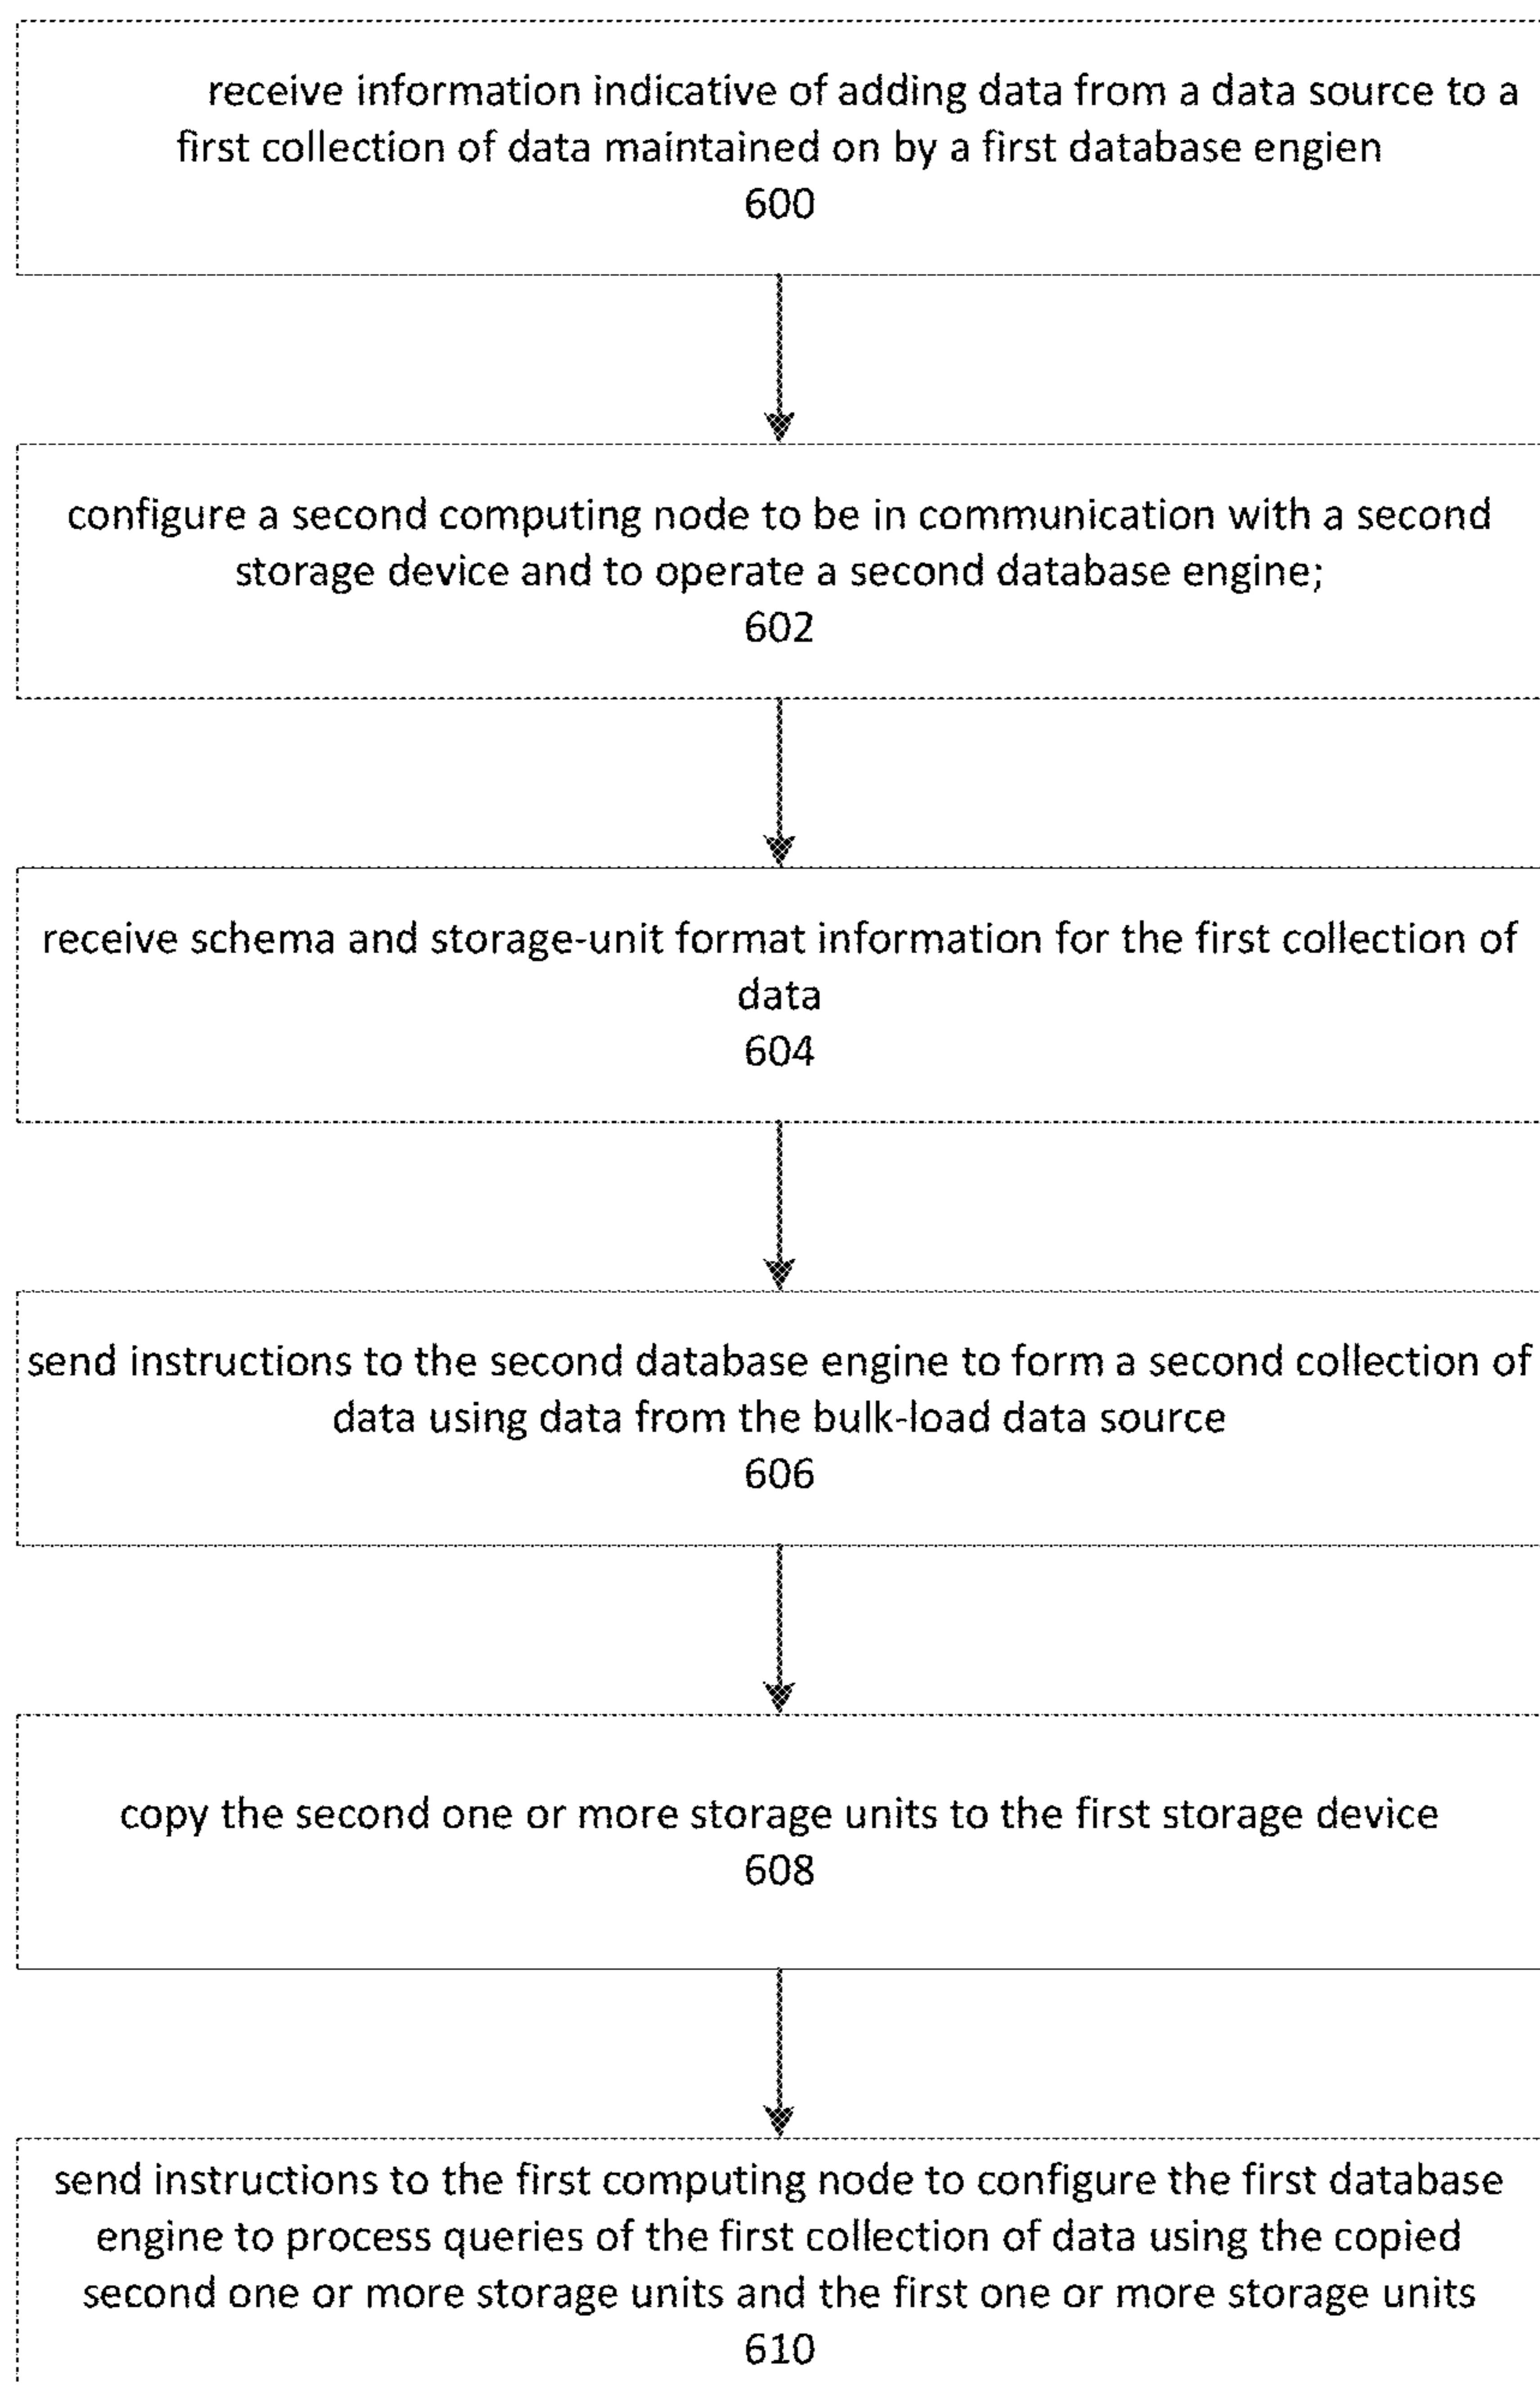 receive information indicative of adding data from a data source to a
first collection of data maintained on by a first database engien
600
configure a second computing node to be in communication with a second
storage device and to operate a second database engine;
602
receive schema and storage-unit format information for the first collection of
data
604
send instructions to the second database engine to form a second collection of
data using data from the bulk-load data source
606
copy the second one or more storage units to the first storage device
608
send instructions to the first computing node to configure the first database
engine to process queries of the first collection of data using the copied
second one or more storage units and the first one or more storage units
610